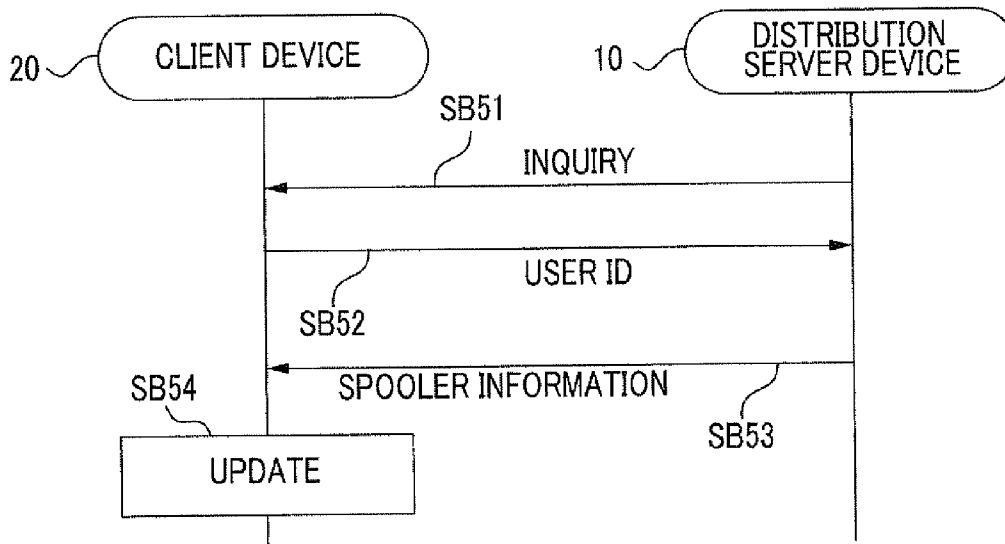 20
CLIENT DEVICE
10
DISTRIBUTION
SERVER DEVICE
SB51
INQUIRY
USER ID
SB52
SPOOLER INFORMATION
SB53
SB54
UPDATE